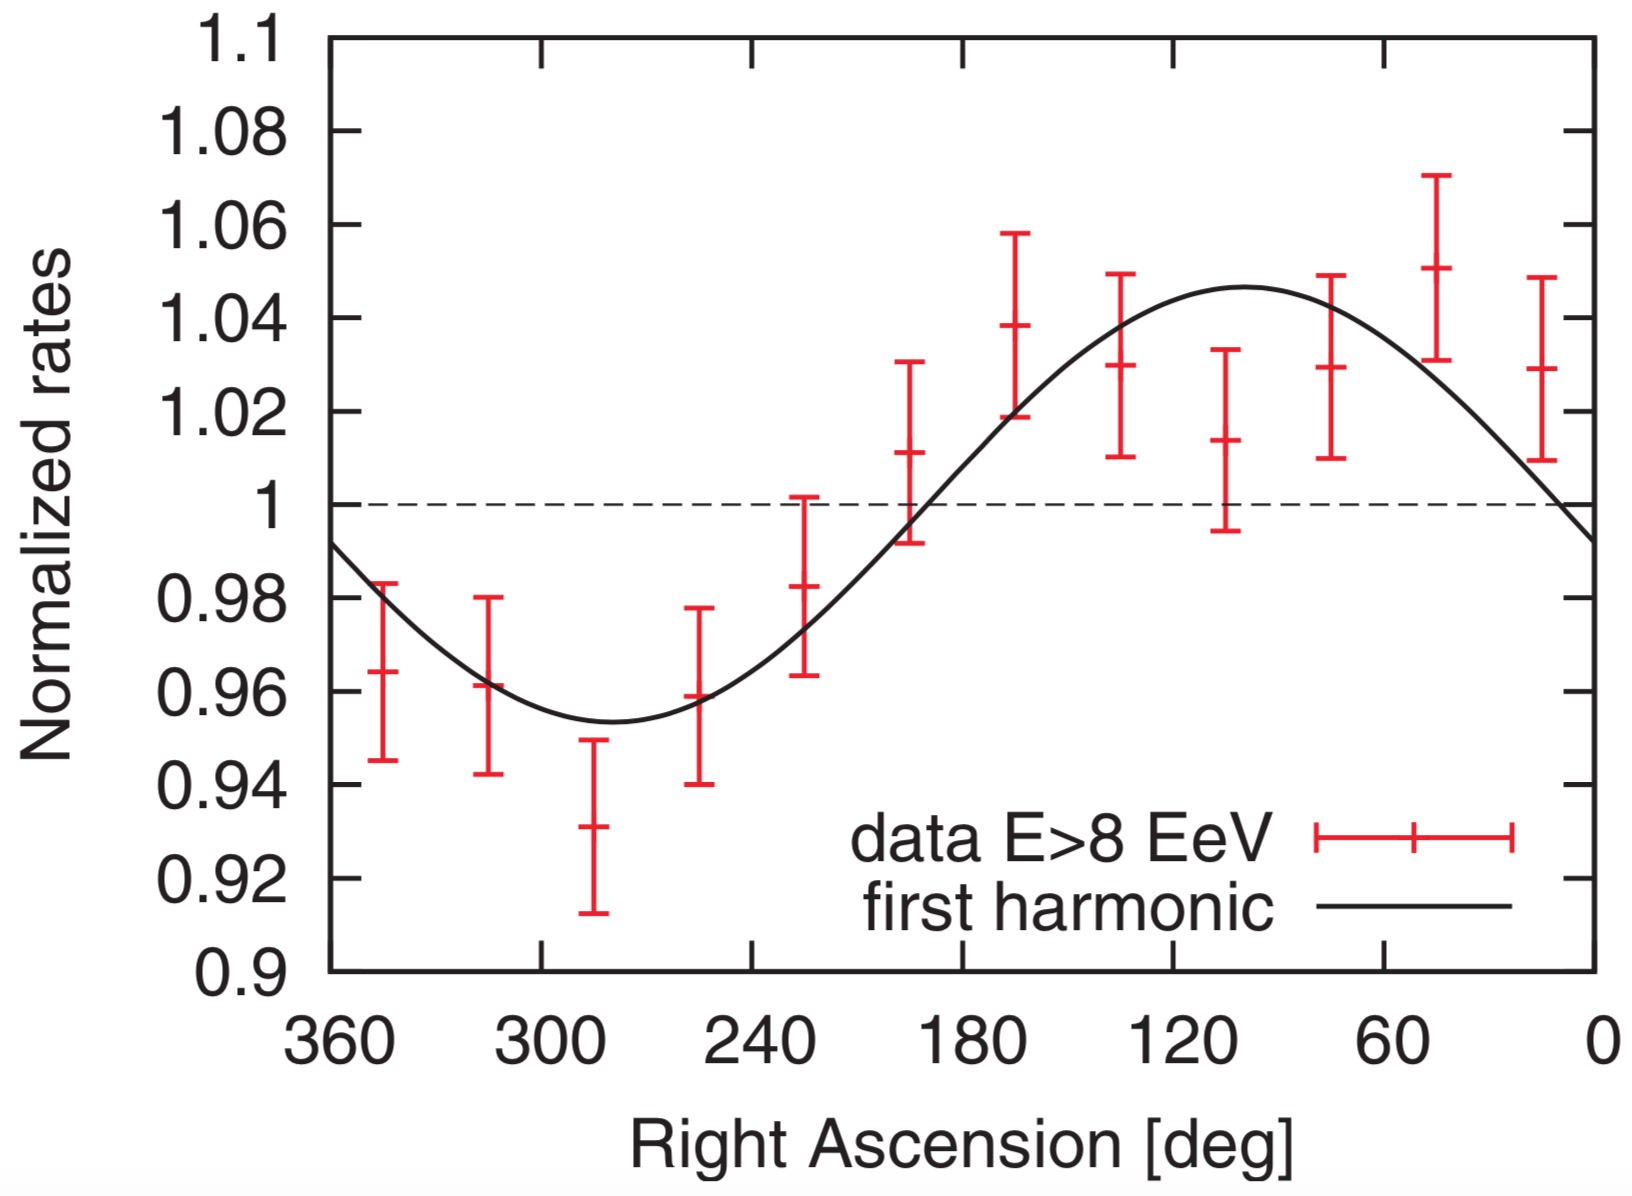 1.1
1.08
1.06
1.04
1.02
1
0.98
0.96
0.94
0.92
0.9
Normalized rates
data E>8 EeV
first harmonic
360 300 240 180 120 60 0
Right Ascension [deg]